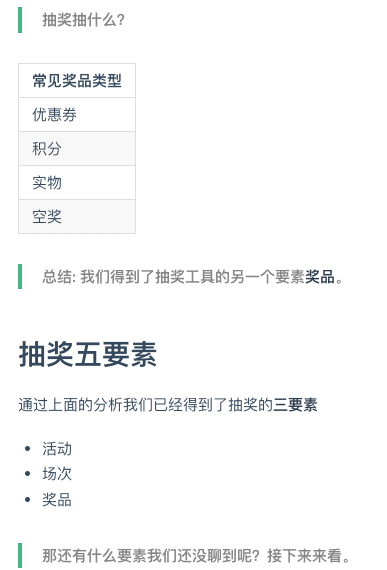 抽奖抽什么?
常见奖品类型
优惠券
积分
实物
空奖
总结: 我们得到了抽奖工具的另一个要素奖品。
抽奖五要素
通过上面的分析我们已经得到了抽奖的三要素
活动
场次
奖品
那还有什么要素我们还没聊到呢？接下来来看。